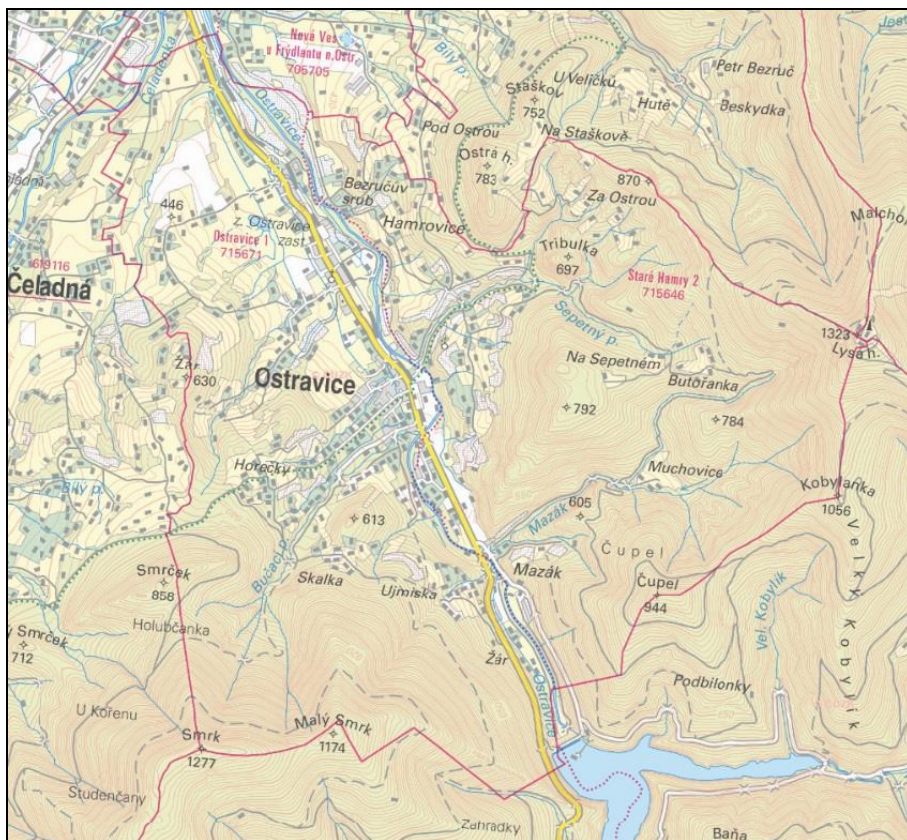 Nová Ves
u Frýdlantu n.Ostr.
705705
Bílý p.
Čeladenka
Ostravice
Staškov
752
U Veličků
Hutě
Petr Bezruč
Beskydka
Pod Ostrou
Na Staškově
Ostrá h.
783
870
Za Ostrou
Malchor
Bezručův
srub
Hamrovice
446
z. Ostravice
zast.
Ostravice 1
715671
Tribulka
697
Staré Hamry 2
715646
619116
Čeladná
Sepetný p.
1323
Lysá h.
Na Sepetném
Butořanka
Žár
630
Ostravice
792
784
Horečky
Muchovice
Bílý p.
Kobylanka
1056
613
605
Mazák
Čupel
Velký Kobylík
Smrček
858
Bučací p.
Skalka
Ujmiska
Mazák
Čupel
944
Vel. Kobylík
Holubčanka
ý Smrček
712
Žár
Ostravice
Podbilonky
U Kořenu
Malý Smrk
1174
Smrk
1277
Studenčany
Zahrádky
Baňa